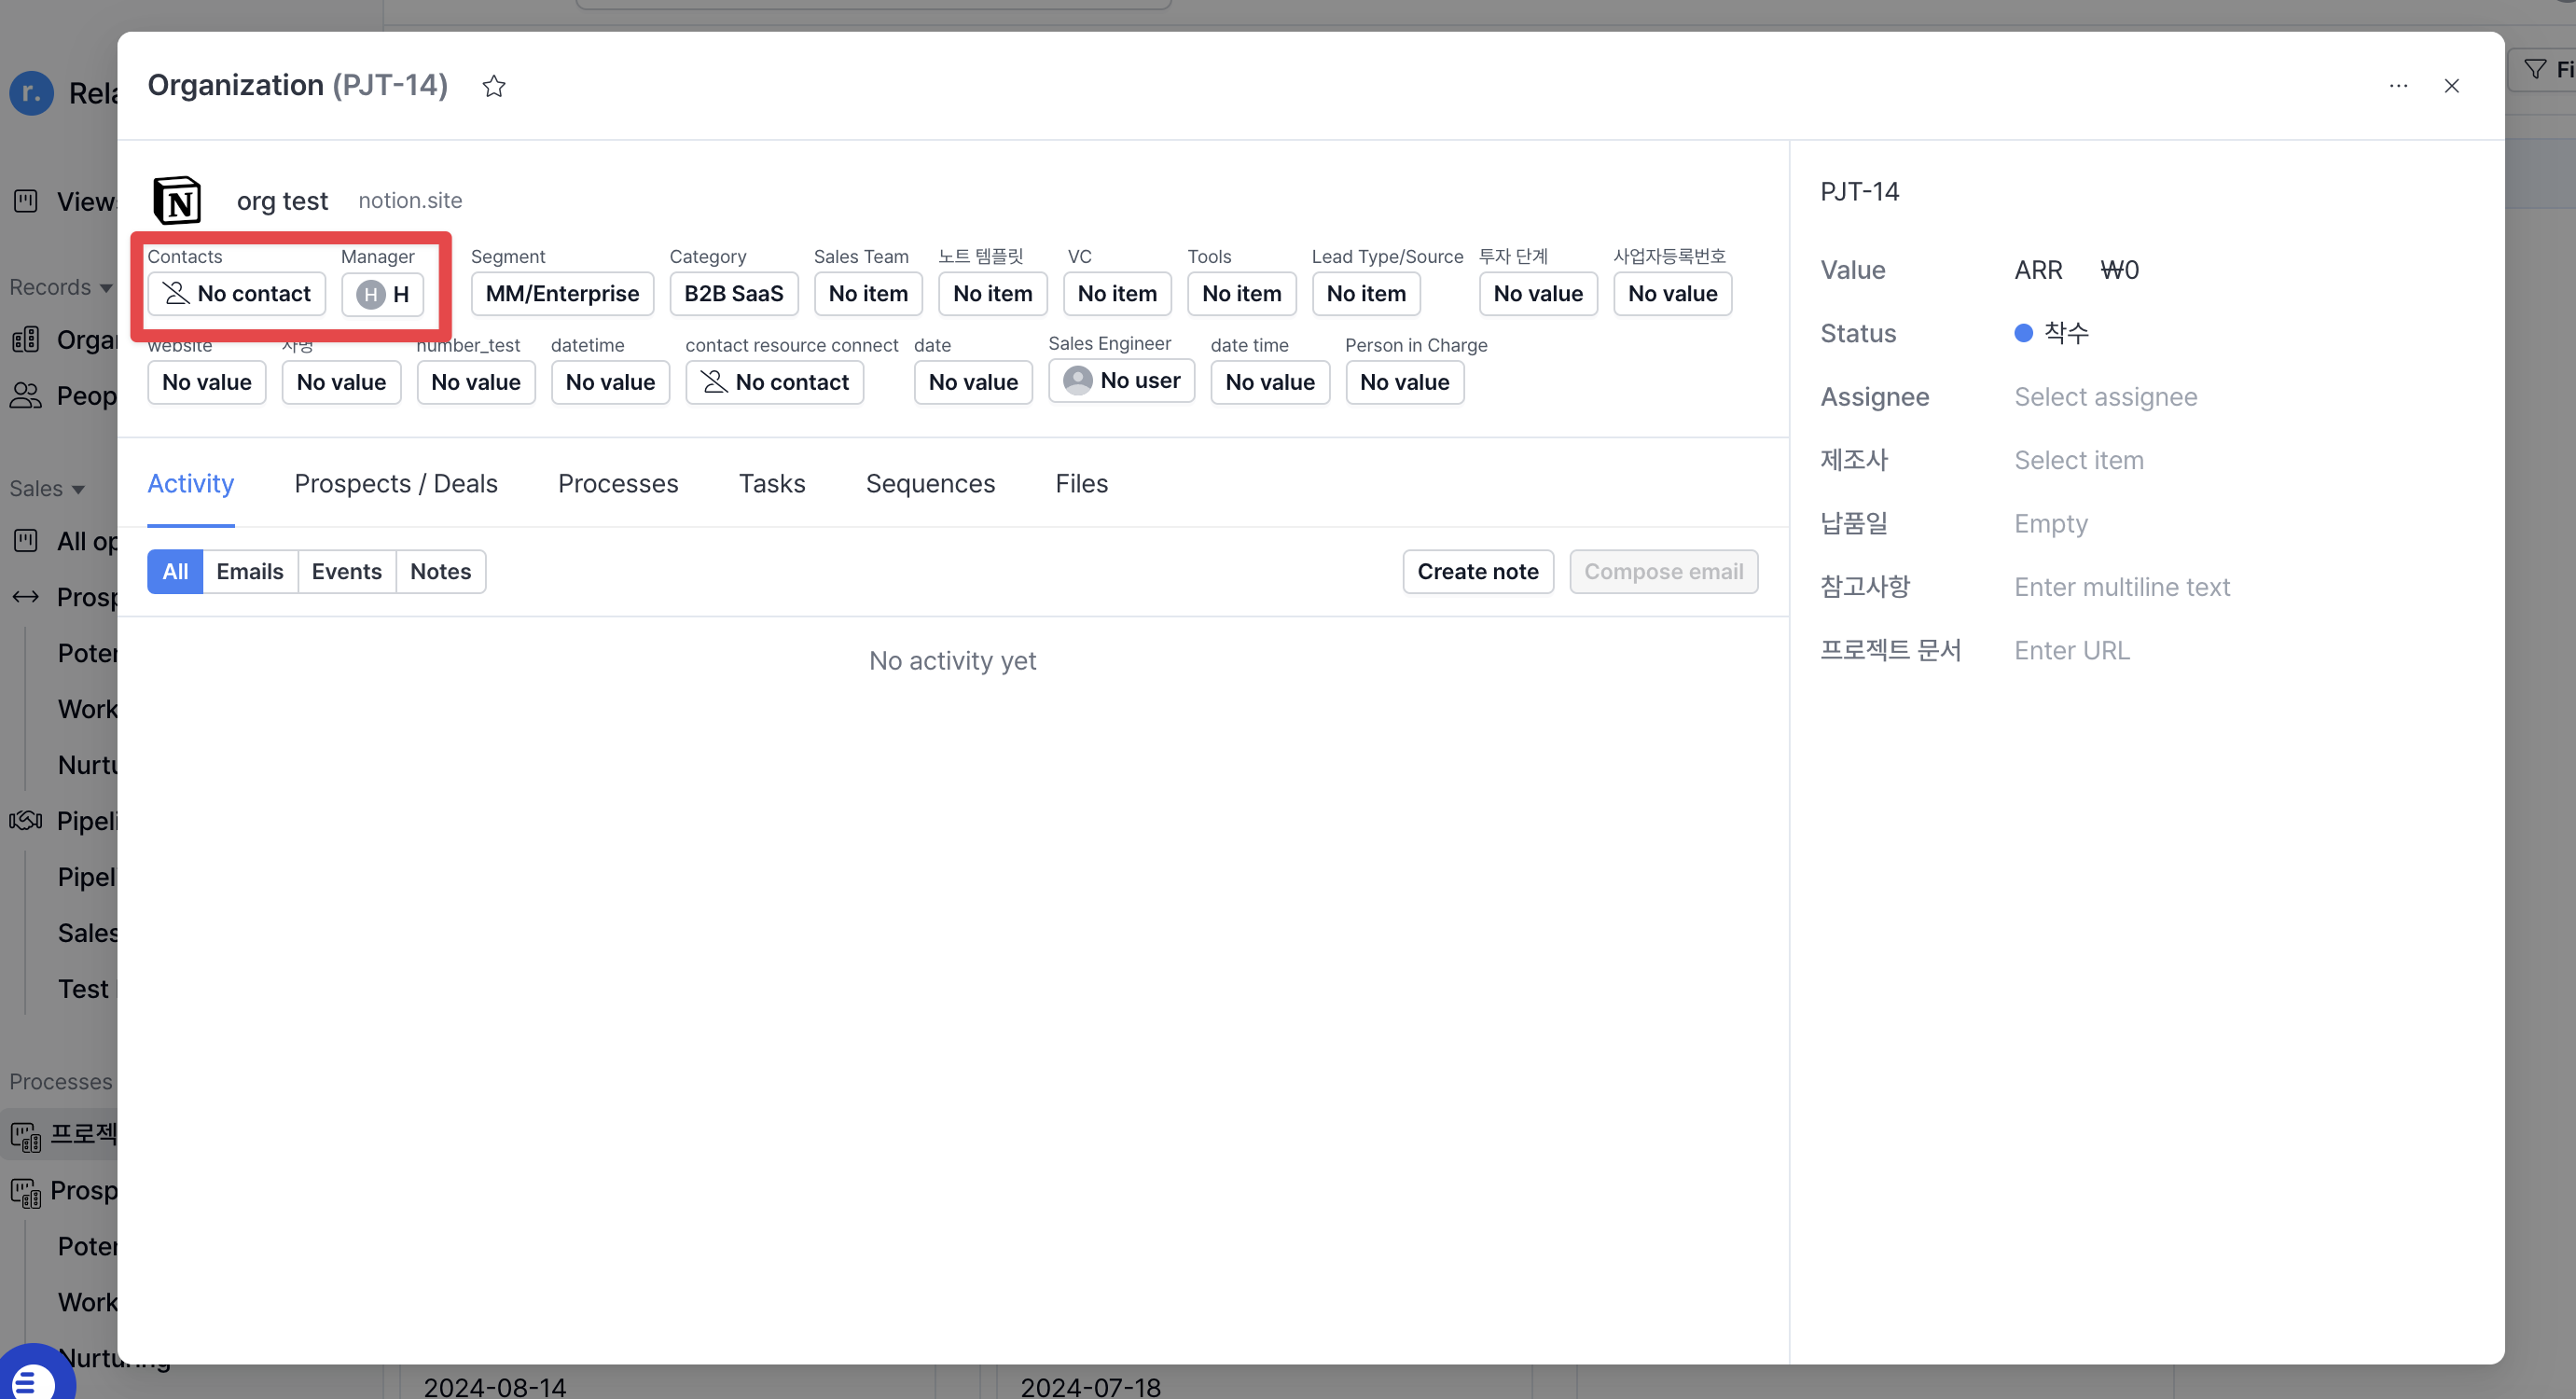 r. Rela
Fi
Organization (PJT-14)
org test notion.site
Contacts Manager Segment Category Sales Team 노트 템플릿 VC Tools Lead Type/Source 투자 단계 사업자등록번호
No contact H H MM/Enterprise B2B SaaS No item No item No item No item No item No value No value
website 사명 number_test datetime contact resource connect date Sales Engineer date time Person in Charge
No value No value No value No value No contact No value No user No value No value
Activity Prospects / Deals Processes Tasks Sequences Files
All Emails Events Notes Create note Compose email
No activity yet
PJT-14
Value ARR ₩0
Status 착수
Assignee Select assignee
제조사 Select item
납품일 Empty
참고사항 Enter multiline text
프로젝트 문서 Enter URL
Views
Records
Orgar
Peop
Sales
All op
Prosp
Poter
Work
Nurtu
Pipeli
Pipel
Sales
Test
Processes
프로젝
Prosp
Poter
Work
Nurturing
2024-08-14 2024-07-18